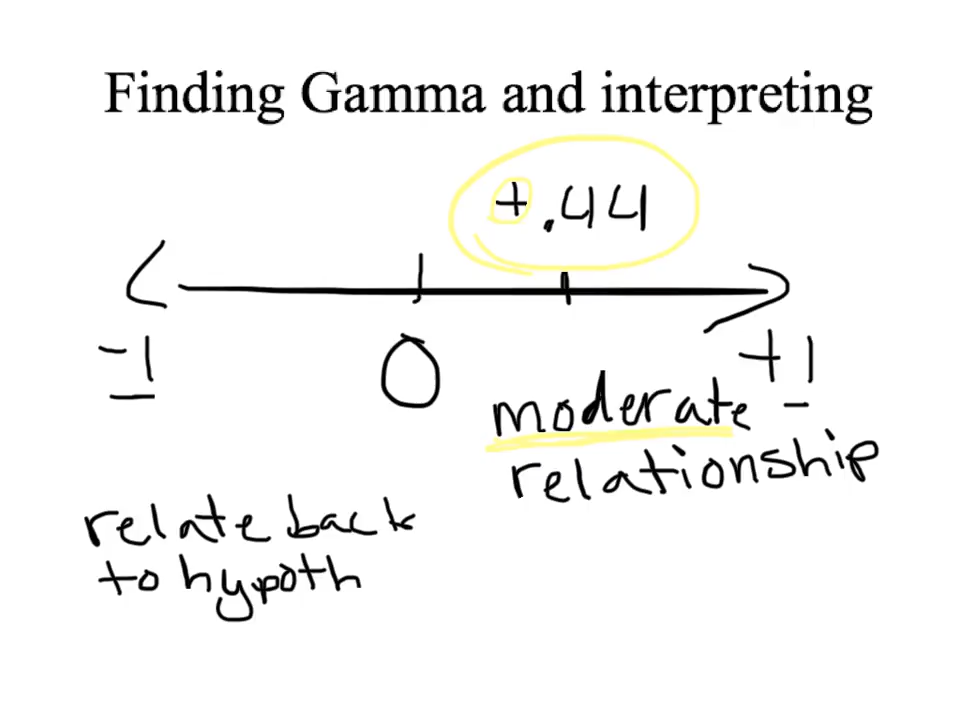 Finding Gamma and interpreting
+.44
-1
0
+1
moderate
relationship
relate back
to hypoth